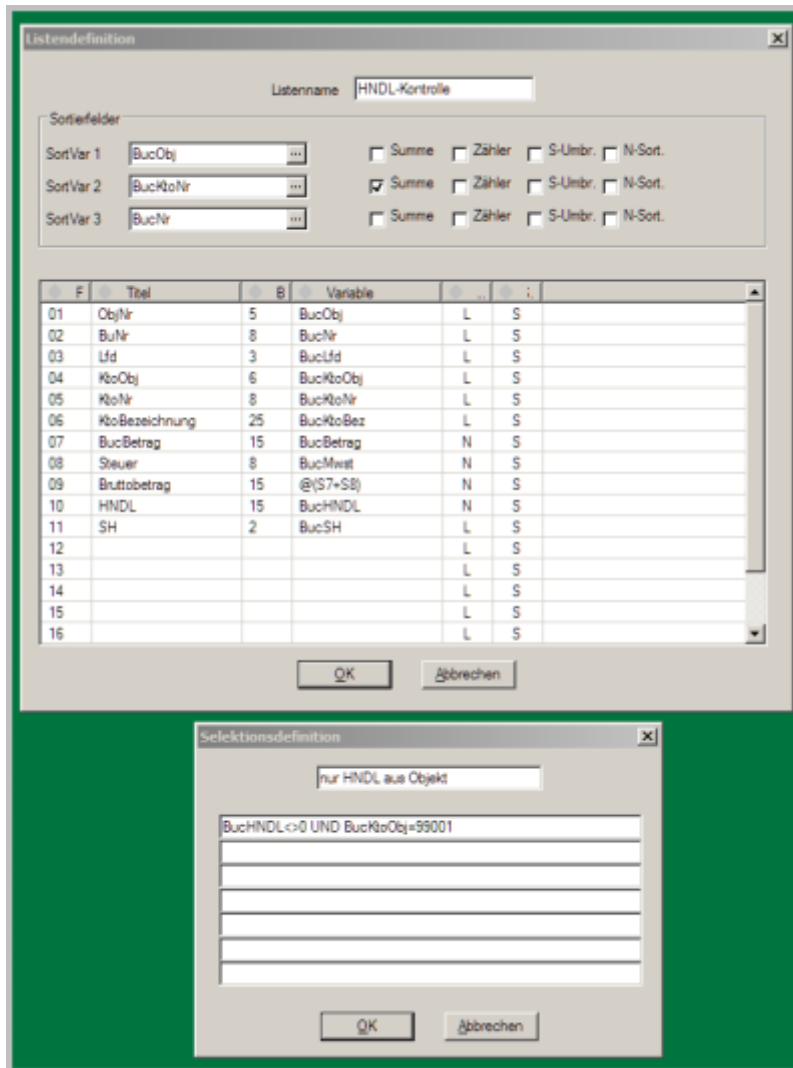 Listendefinition
Listenname HNDL-Kontrolle
Sortierfelder
SortVar 1 BucObj ... Summe Zähler S-Umbr. N-Sort.
SortVar 2 BucKtoNr ... Summe Zähler S-Umbr. N-Sort.
SortVar 3 BucNr ... Summe Zähler S-Umbr. N-Sort.
F Titel B Variable ..
01 ObjNr 5 BucObj L S
02 BuNr 8 BucNr L S
03 Lfd 3 BucLfd L S
04 KtoObj 6 BucKtoObj L S
05 KtoNr 8 BucKtoNr L S
06 KtoBezeichnung 25 BucKtoBez L S
07 BucBetrag 15 BucBetrag N S
08 Steuer 8 BucMwst N S
09 Bruttobetrag 15 @(S7+S8) N S
10 HNDL 15 BucHNDL N S
11 SH 2 BucSH L S
12 L S
13 L S
14 L S
15 L S
16 L S
OK Abbrechen
Selektionsdefinition
nur HNDL aus Objekt
BucHNDL<>0 UND BucKtoObj=99001
OK Abbrechen